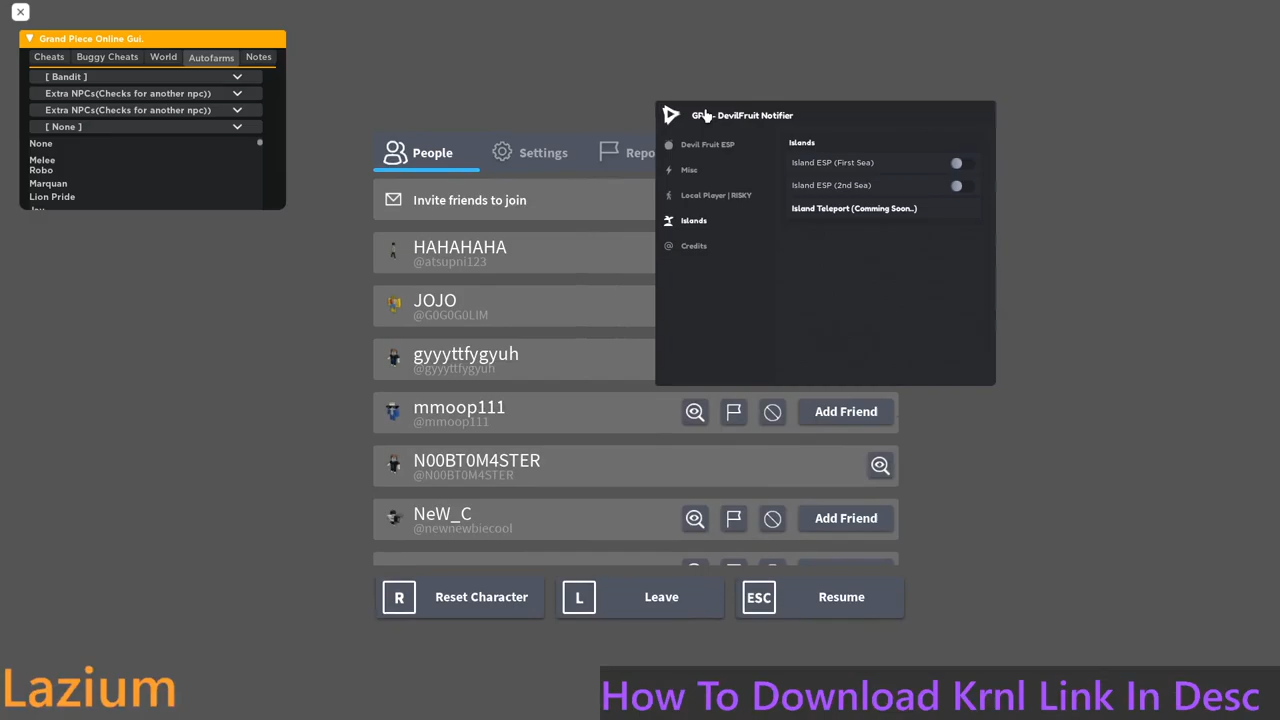 Grand Piece Online Gui.
Cheats Buggy Cheats World Autofarms Notes
[ Bandit ]
Extra NPCs(Checks for another npc))
Extra NPCs(Checks for another npc))
[ None ]
None
Melee
Robo
Marquan
Lion Pride
People Settings Repo
Invite friends to join
HAHAHAHA
@atsupni123
JOJO
@G0G0G0LIM
gyyyttfygyuh
@gyyyttfygyuh
mmoop111
@mmoop111
Add Friend
N00BT0M4STER
@N00BT0M4STER
NeW_C
@newnewbiecool
Add Friend
R Reset Character
L Leave
ESC Resume
DevilFruit Notifier
Devil Fruit ESP
Misc
Local Player | RISKY
Islands
Credits
Islands
Island ESP (First Sea)
Island ESP (2nd Sea)
Island Teleport (Comming Soon..)
Lazium
How To Download Krnl Link In Desc